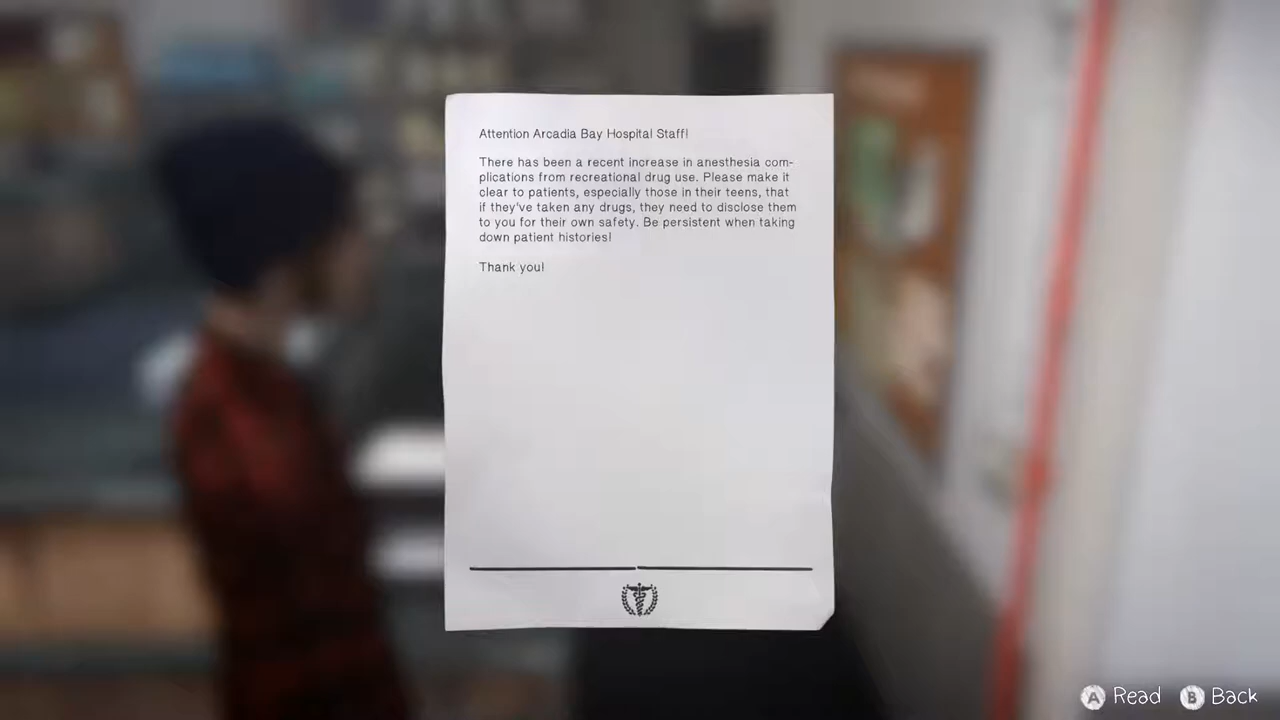 Attention Arcadia Bay Hospital Staff!
There has been a recent increase in anesthesia com-
plications from recreational drug use. Please make it
clear to patients, especially those in their teens, that
if they've taken any drugs, they need to disclose them
to you for their own safety. Be persistent when taking
down patient histories!
Thank you!
A Read B Back